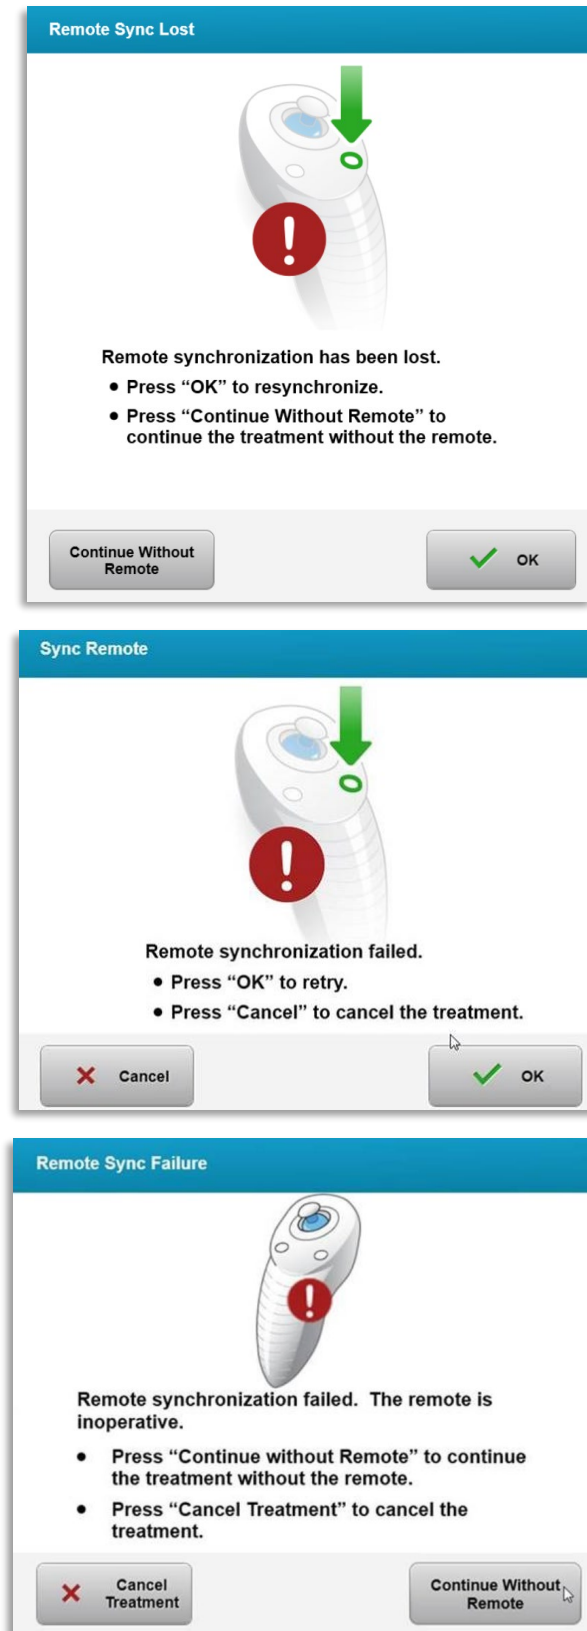 Remote Sync Lost
Remote synchronization has been lost.
● Press “OK” to resynchronize.
● Press “Continue Without Remote” to
continue the treatment without the remote.
Continue Without
Remote
OK
Sync Remote
Remote synchronization failed.
● Press “OK” to retry.
● Press “Cancel” to cancel the treatment.
Cancel
OK
Remote Sync Failure
Remote synchronization failed.  The remote is
inoperative.
● Press “Continue without Remote” to continue
the treatment without the remote.
● Press “Cancel Treatment” to cancel the
treatment.
Cancel
Treatment
Continue Without
Remote